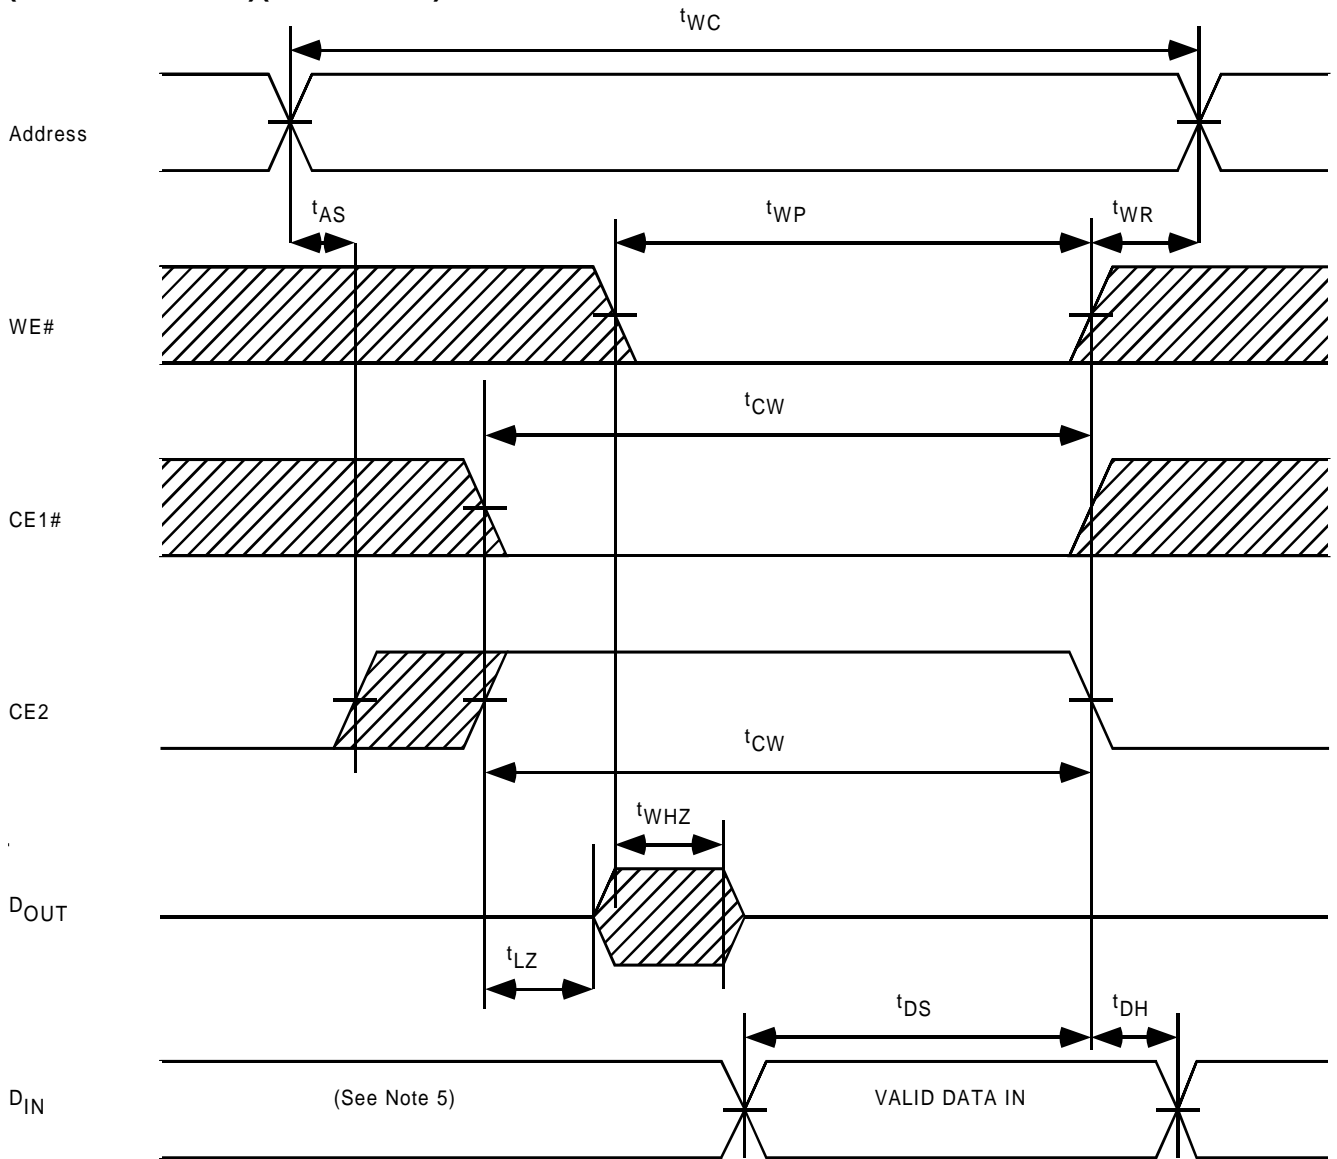 tWC
Address
tAS
tWP
tWR
WE#
tCW
CE1#
CE2
tCW
tWHZ
DOUT
tLZ
tDS
tDH
DIN
(See Note 5)
VALID DATA IN